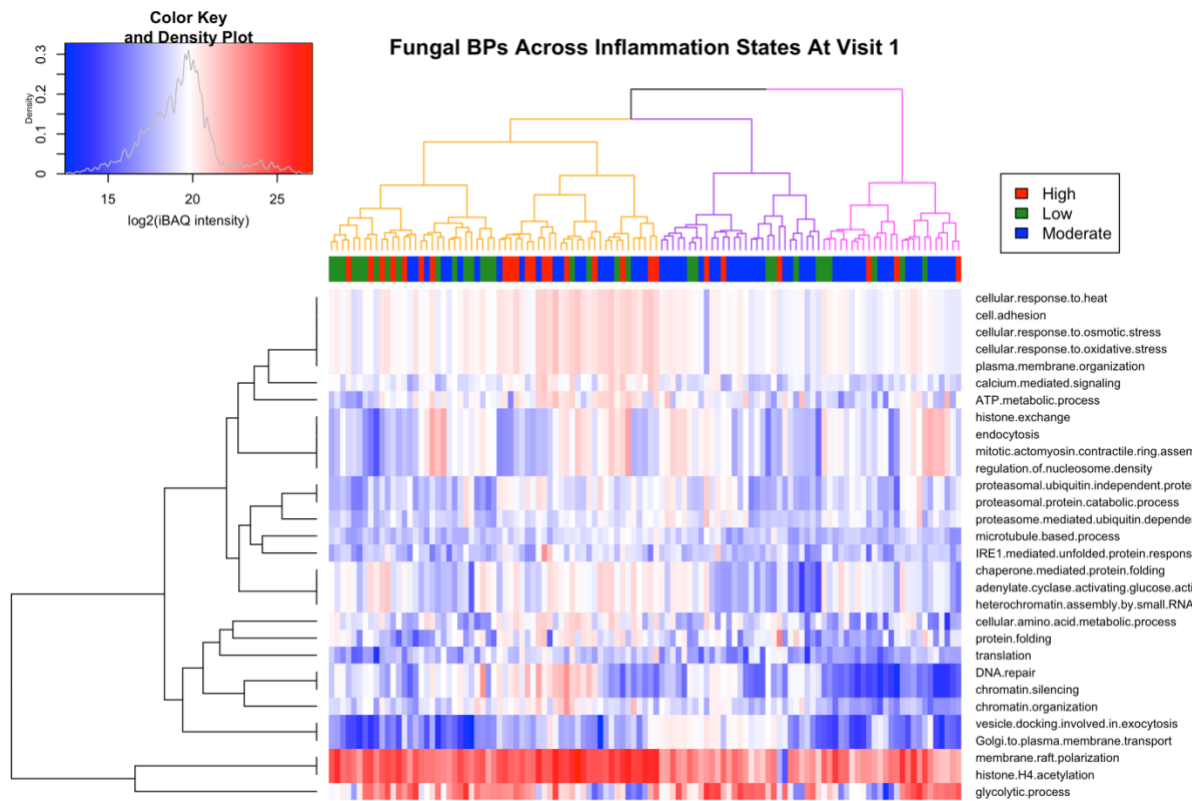 Color Key
and Density Plot
Fungal BPs Across Inflammation States At Visit 1
Density
0 0.1 0.2 0.3
15 20 25
log2(iBAQ intensity)
High
Low
Moderate
cellular.response.to.heat
cell.adhesion
cellular.response.to.osmotic.stress
cellular.response.to.oxidative.stress
plasma.membrane.organization
calcium.mediated.signaling
ATP.metabolic.process
histone.exchange
endocytosis
mitotic.actomyosin.contractile.ring.assem
regulation.of.nucleosome.density
proteasomal.ubiquitin.independent.protei
proteasomal.protein.catabolic.process
proteasome.mediated.ubiquitin.depender
microtubule.based.process
IRE1.mediated.unfolded.protein.respons
chaperone.mediated.protein.folding
adenylate.cyclase.activating.glucose.acti
heterochromatin.assembly.by.small.RNA
cellular.amino.acid.metabolic.process
protein.folding
translation
DNA.repair
chromatin.silencing
chromatin.organization
vesicle.docking.involved.in.exocytosis
Golgi.to.plasma.membrane.transport
membrane.raft.polarization
histone.H4.acetylation
glycolytic.process